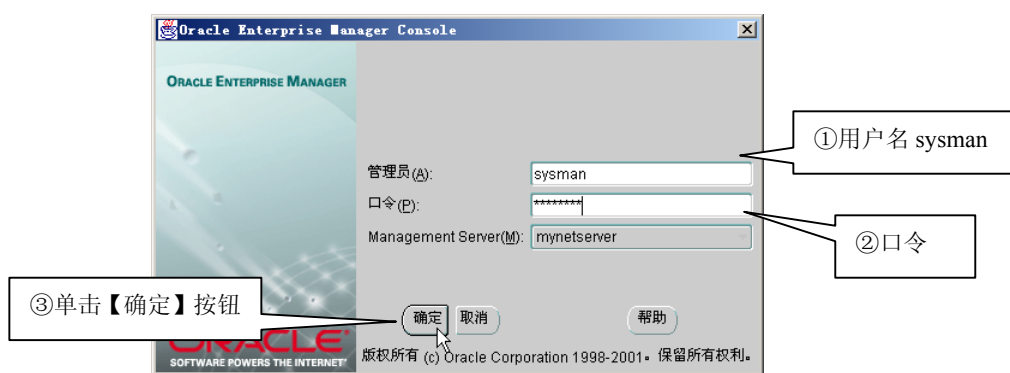 Oracle Enterprise Manager Console
ORACLE ENTERPRISE MANAGER
①用户名 sysman
管理员(A): sysman
口令(P): ********
Management Server(M): mynetserver
②口令
③单击【确定】按钮
确定 取消 帮助
ORACLE
SOFTWARE POWERS THE INTERNET
版权所有 (c) Oracle Corporation 1998-2001。保留所有权利。